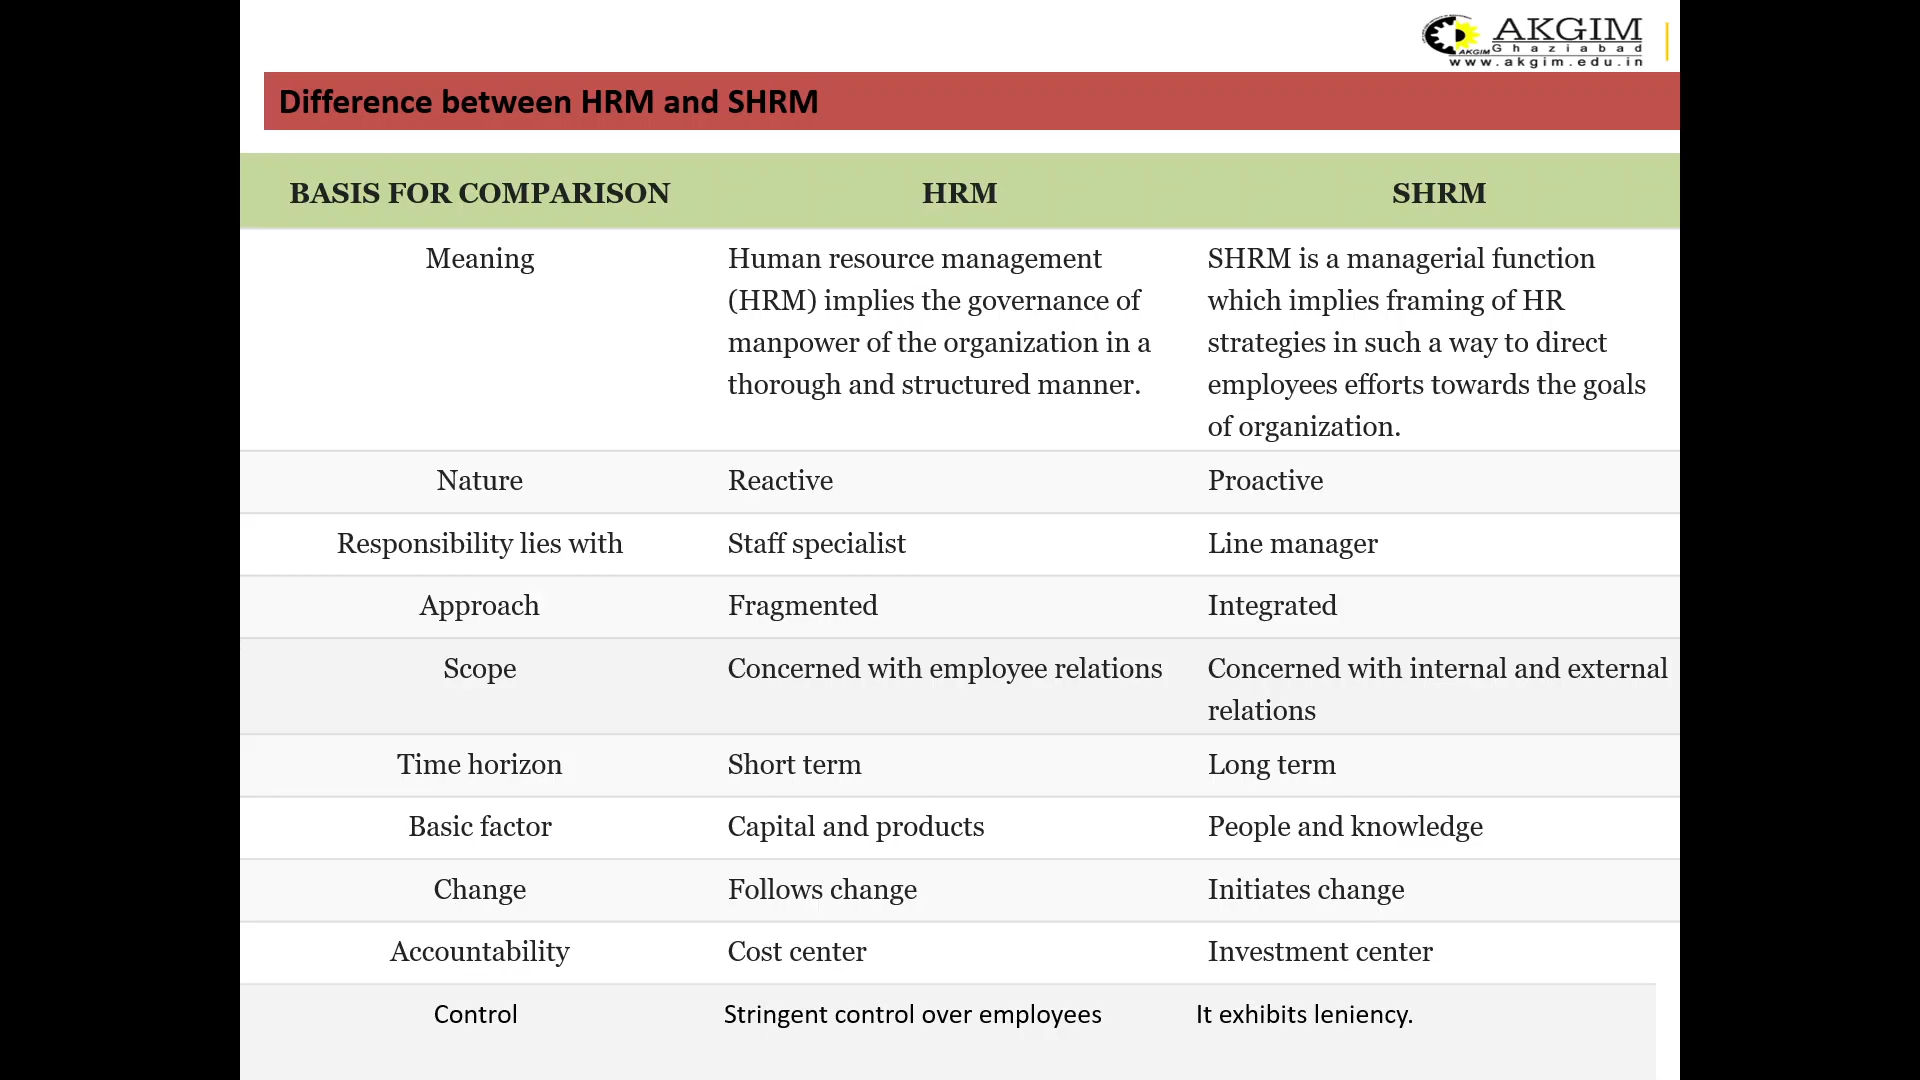 AKGIM
AKGIM
Ghaziabad
www.akgim.edu.in
Difference between HRM and SHRM
BASIS FOR COMPARISON HRM SHRM
Meaning Human resource management SHRM is a managerial function
(HRM) implies the governance of which implies framing of HR
manpower of the organization in a strategies in such a way to direct
thorough and structured manner. employees efforts towards the goals
of organization.
Nature Reactive Proactive
Responsibility lies with Staff specialist Line manager
Approach Fragmented Integrated
Scope Concerned with employee relations Concerned with internal and external
relations
Time horizon Short term Long term
Basic factor Capital and products People and knowledge
Change Follows change Initiates change
Accountability Cost center Investment center
Control Stringent control over employees It exhibits leniency.